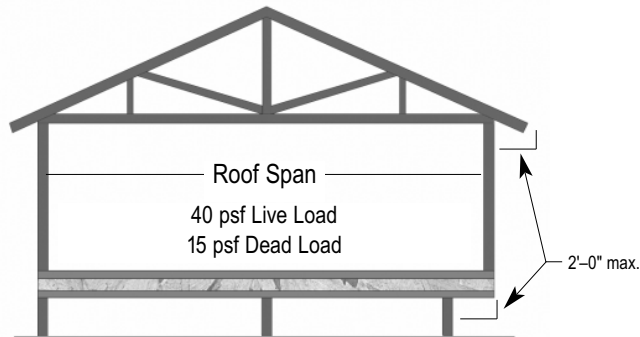 Roof Span
40 psf Live Load
15 psf Dead Load
2'–0" max.